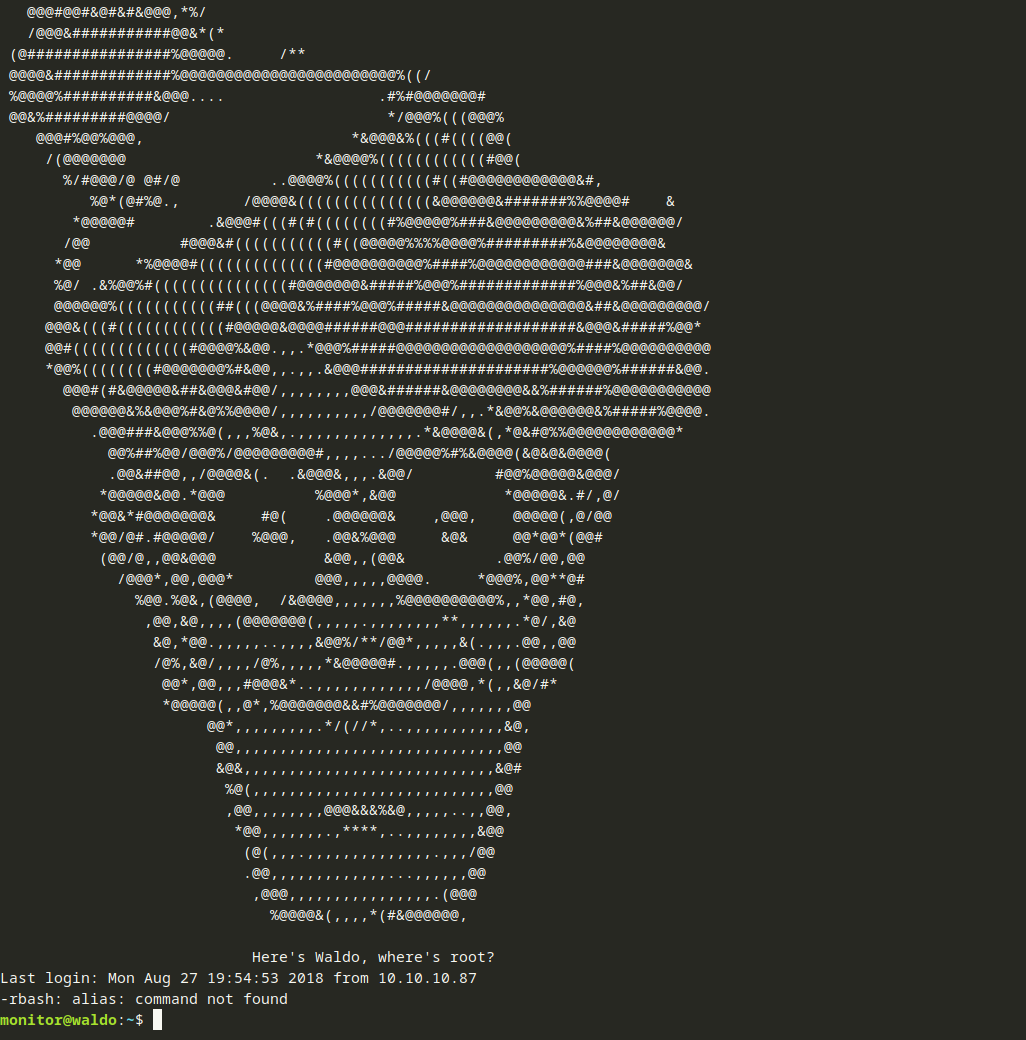 Here's Waldo, where's root?
Last login: Mon Aug 27 19:54:53 2018 from 10.10.10.87
-rbash: alias: command not found
monitor@waldo:~$